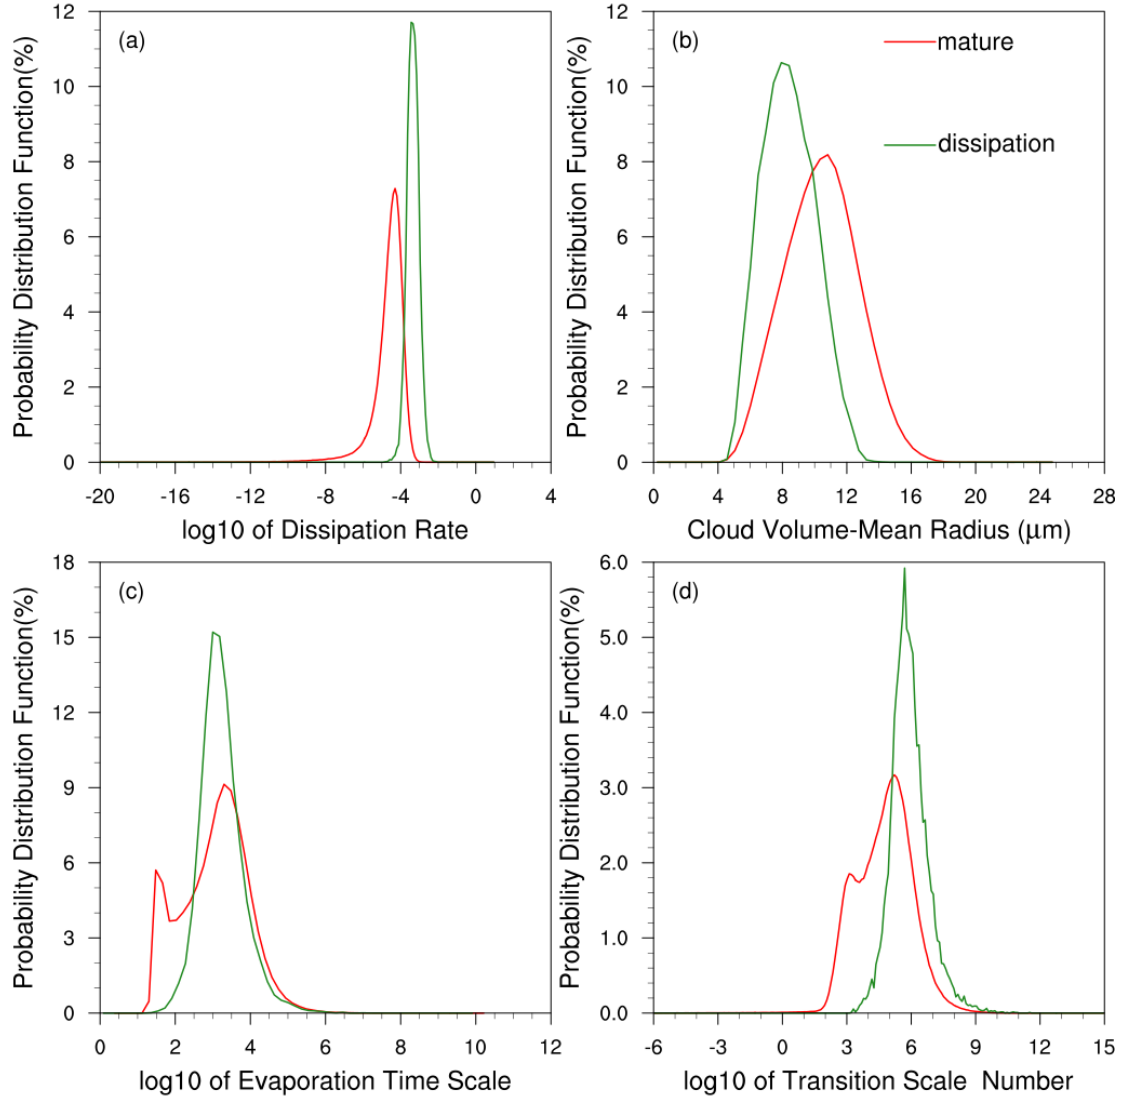 (a)
Probability Distribution Function(%)
12
10
8
6
4
2
0
-20 -16 -12 -8 -4 0 4
log10 of Dissipation Rate
(b)
mature
dissipation
Probability Distribution Function(%)
12
10
8
6
4
2
0
0 4 8 12 16 20 24 28
Cloud Volume-Mean Radius (μm)
(c)
Probability Distribution Function(%)
18
15
12
9
6
3
0
0 2 4 6 8 10 12
log10 of Evaporation Time Scale
(d)
Probability Distribution Function(%)
6.0
5.0
4.0
3.0
2.0
1.0
0.0
-6 -3 0 3 6 9 12 15
log10 of Transition Scale Number